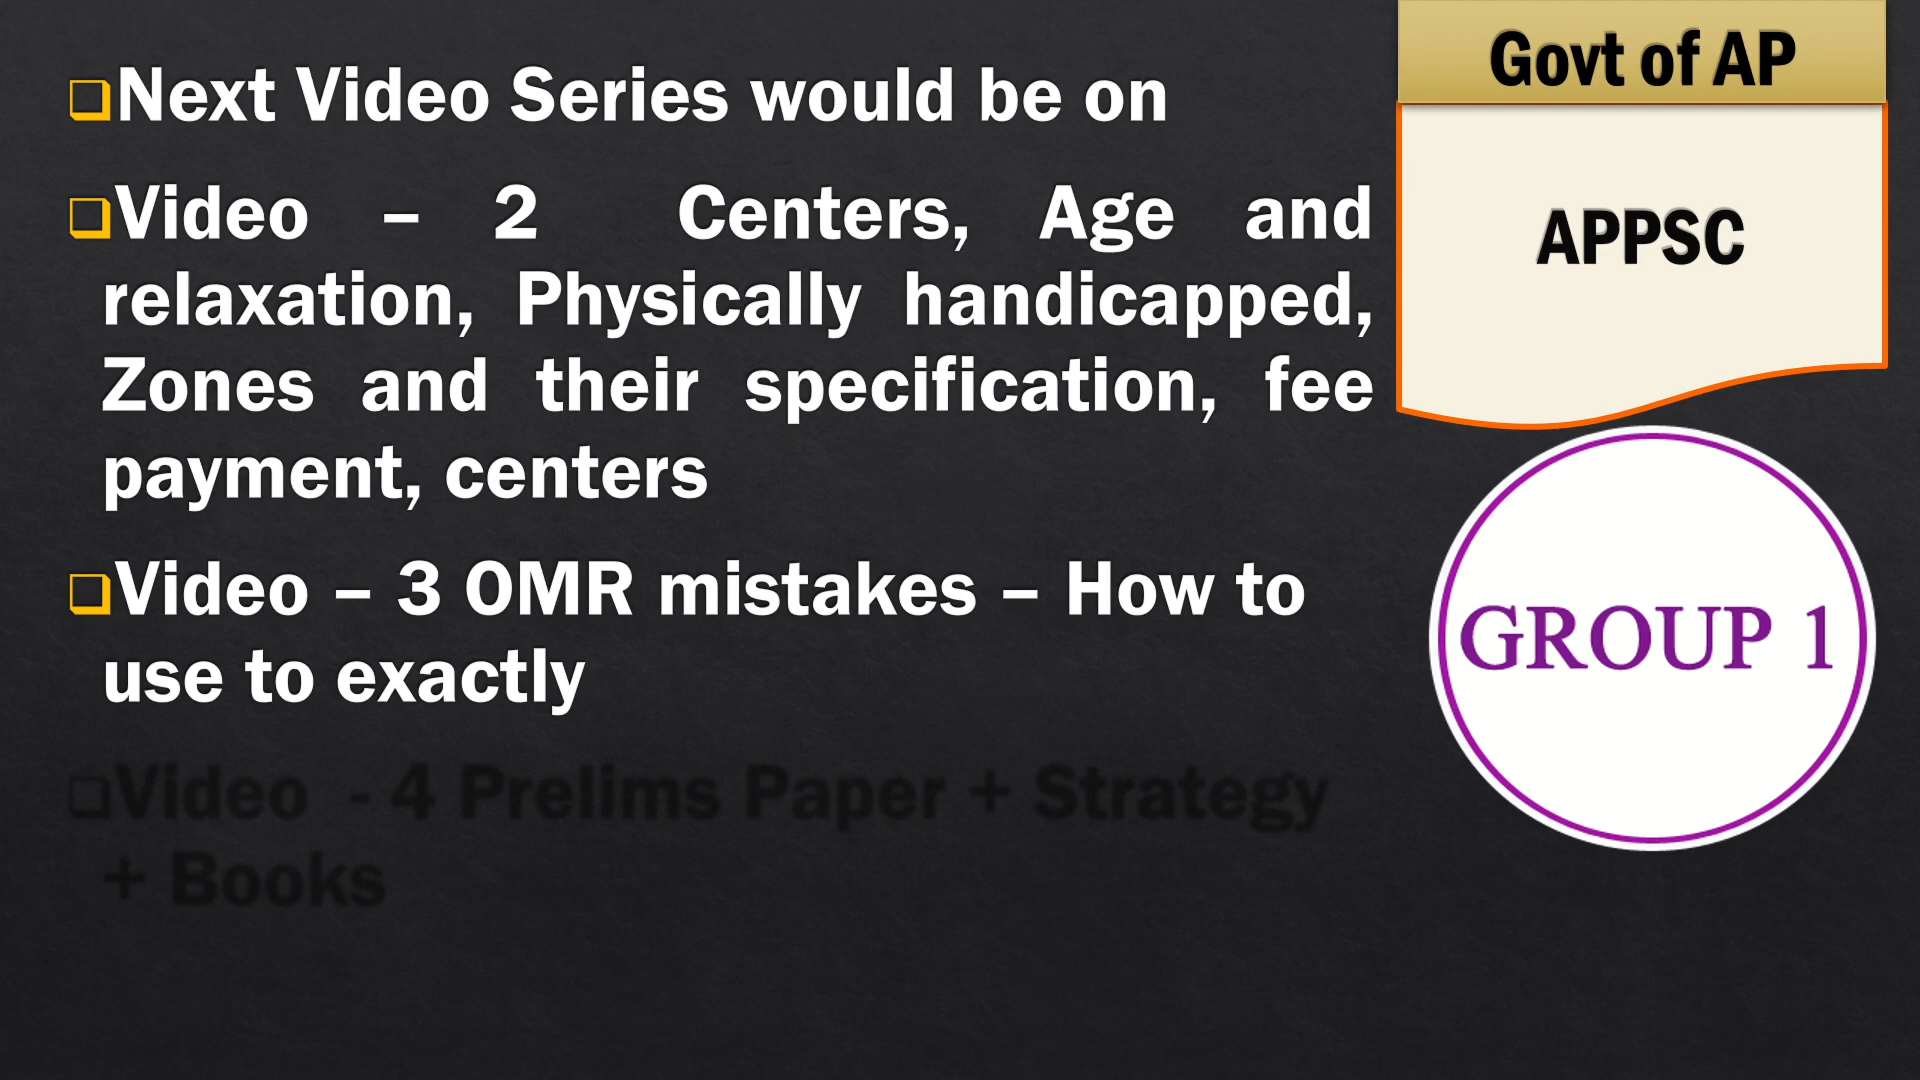 Next Video Series would be on
Video – 2 Centers, Age and
relaxation, Physically handicapped,
Zones and their specification, fee
payment, centers
Video – 3 OMR mistakes – How to
use to exactly
Video - 4 Prelims Paper + Strategy
+ Books
Govt of AP
APPSC
GROUP 1